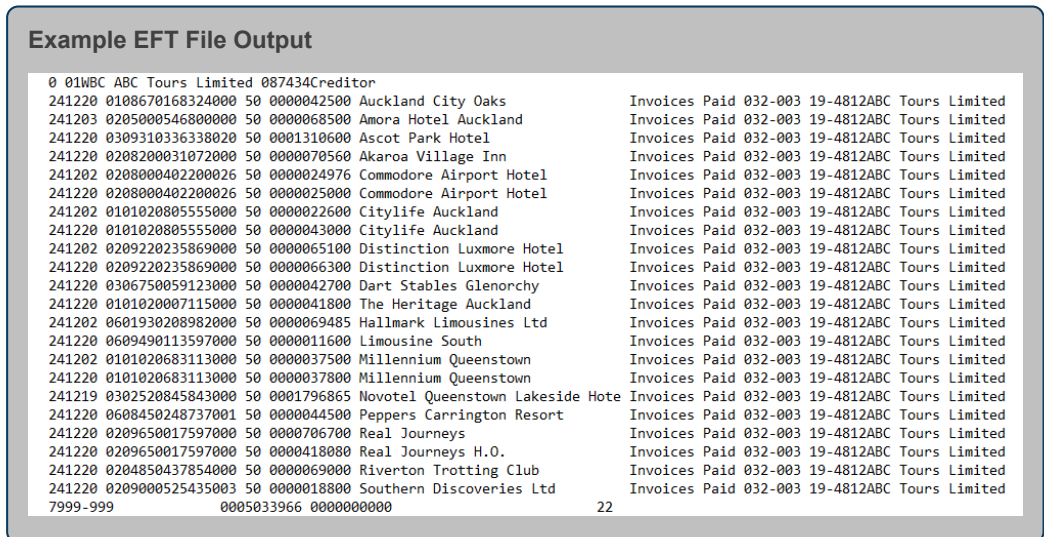 Example EFT File Output
0 01WBC ABC Tours Limited 087434Creditor
241220 0108670168324000 50 0000042500 Auckland City Oaks Invoices Paid 032-003 19-4812ABC Tours Limited
241203 0205000546800000 50 0000068500 Amora Hotel Auckland Invoices Paid 032-003 19-4812ABC Tours Limited
241220 0309310336338020 50 0001310600 Ascot Park Hotel Invoices Paid 032-003 19-4812ABC Tours Limited
241220 0208200031072000 50 0000070560 Akaroa Village Inn Invoices Paid 032-003 19-4812ABC Tours Limited
241202 0208000402200026 50 0000024976 Commodore Airport Hotel Invoices Paid 032-003 19-4812ABC Tours Limited
241220 0208000402200026 50 0000025000 Commodore Airport Hotel Invoices Paid 032-003 19-4812ABC Tours Limited
241202 0101020805555000 50 0000022600 Citylife Auckland Invoices Paid 032-003 19-4812ABC Tours Limited
241220 0101020805555000 50 0000043000 Citylife Auckland Invoices Paid 032-003 19-4812ABC Tours Limited
241202 0209220235869000 50 0000065100 Distinction Luxmore Hotel Invoices Paid 032-003 19-4812ABC Tours Limited
241220 0209220235869000 50 0000066300 Distinction Luxmore Hotel Invoices Paid 032-003 19-4812ABC Tours Limited
241220 0306750059123000 50 0000042700 Dart Stables Glenorchy Invoices Paid 032-003 19-4812ABC Tours Limited
241220 0101020007115000 50 0000041800 The Heritage Auckland Invoices Paid 032-003 19-4812ABC Tours Limited
241202 0601930208982000 50 0000069485 Hallmark Limousines Ltd Invoices Paid 032-003 19-4812ABC Tours Limited
241220 0609490113597000 50 0000011600 Limousine South Invoices Paid 032-003 19-4812ABC Tours Limited
241202 0101020683113000 50 0000037500 Millennium Queenstown Invoices Paid 032-003 19-4812ABC Tours Limited
241220 0101020683113000 50 0000037800 Millennium Queenstown Invoices Paid 032-003 19-4812ABC Tours Limited
241219 0302520845843000 50 0001796865 Novotel Queenstown Lakeside Hote Invoices Paid 032-003 19-4812ABC Tours Limited
241220 0608450248737001 50 0000044500 Peppers Carrington Resort Invoices Paid 032-003 19-4812ABC Tours Limited
241220 0209650017597000 50 0000706700 Real Journeys Invoices Paid 032-003 19-4812ABC Tours Limited
241220 0209650017597000 50 0000418080 Real Journeys H.O. Invoices Paid 032-003 19-4812ABC Tours Limited
241220 0204850437854000 50 0000069000 Riverton Trotting Club Invoices Paid 032-003 19-4812ABC Tours Limited
241220 0209000525435003 50 0000018800 Southern Discoveries Ltd Invoices Paid 032-003 19-4812ABC Tours Limited
7999-999 0005033966 0000000000 22